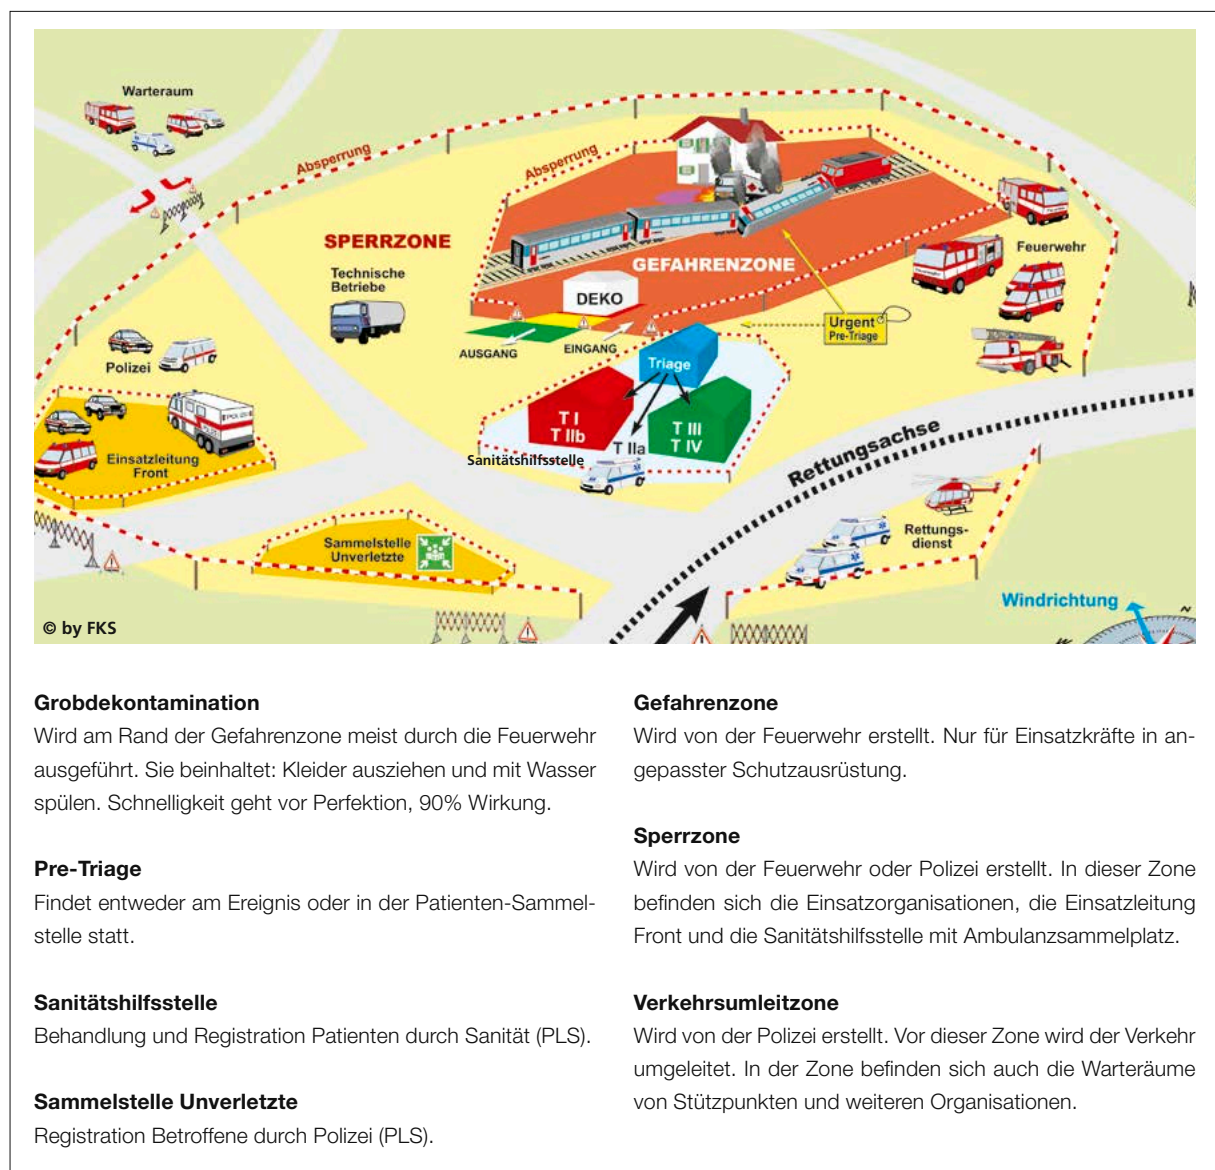 Warteraum
Absperrung
Absperrung
SPERRZONE
Technische
Betriebe
GEFAHRENZONE
Feuerwehr
DEKO
Urgent
Pre-Triage
AUSGANG
EINGANG
Polizei
POLIZEI
Triage
T I
T IIb
T III
T IV
T IIa
Sanitätshilfsstelle
Einsatzleitung
Front
Rettungsachse
Sammelstelle
Unverletzte
Rettungs-
dienst
Windrichtung
N
© by FKS
Grobdekontamination
Wird am Rand der Gefahrenzone meist durch die Feuerwehr
ausgeführt. Sie beinhaltet: Kleider ausziehen und mit Wasser
spülen. Schnelligkeit geht vor Perfektion, 90% Wirkung.
Pre-Triage
Findet entweder am Ereignis oder in der Patienten-Sammel-
stelle statt.
Sanitätshilfsstelle
Behandlung und Registration Patienten durch Sanität (PLS).
Sammelstelle Unverletzte
Registration Betroffene durch Polizei (PLS).
Gefahrenzone
Wird von der Feuerwehr erstellt. Nur für Einsatzkräfte in an-
gepasster Schutzausrüstung.
Sperrzone
Wird von der Feuerwehr oder Polizei erstellt. In dieser Zone
befinden sich die Einsatzorganisationen, die Einsatzleitung
Front und die Sanitätshilfsstelle mit Ambulanzsammelplatz.
Verkehrsumleitzone
Wird von der Polizei erstellt. Vor dieser Zone wird der Verkehr
umgeleitet. In der Zone befinden sich auch die Warteräume
von Stützpunkten und weiteren Organisationen.